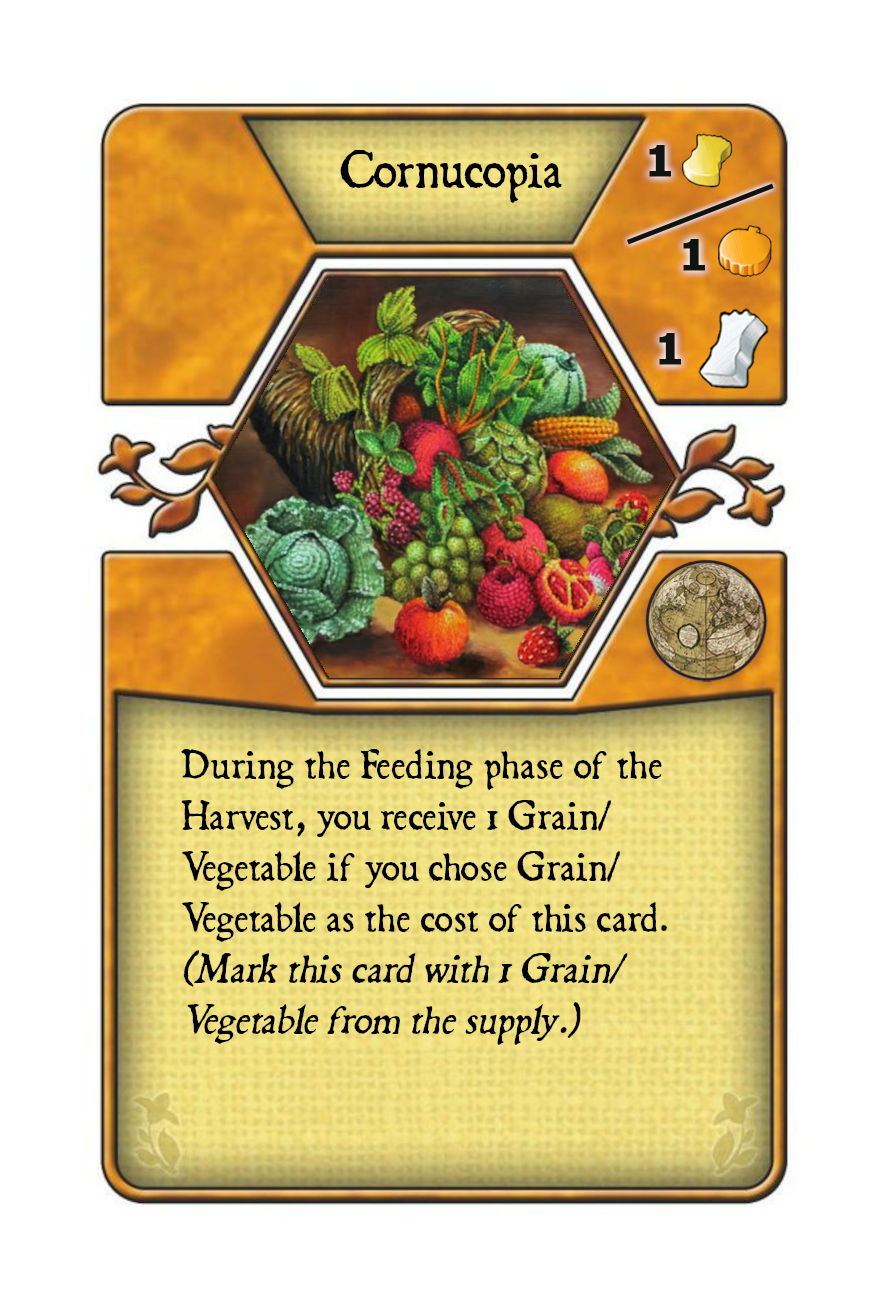 Cornucopia
1
1
1
During the Feeding phase of the
Harvest, you receive 1 Grain/
Vegetable if you chose Grain/
Vegetable as the cost of this card.
(Mark this card with 1 Grain/
Vegetable from the supply.)